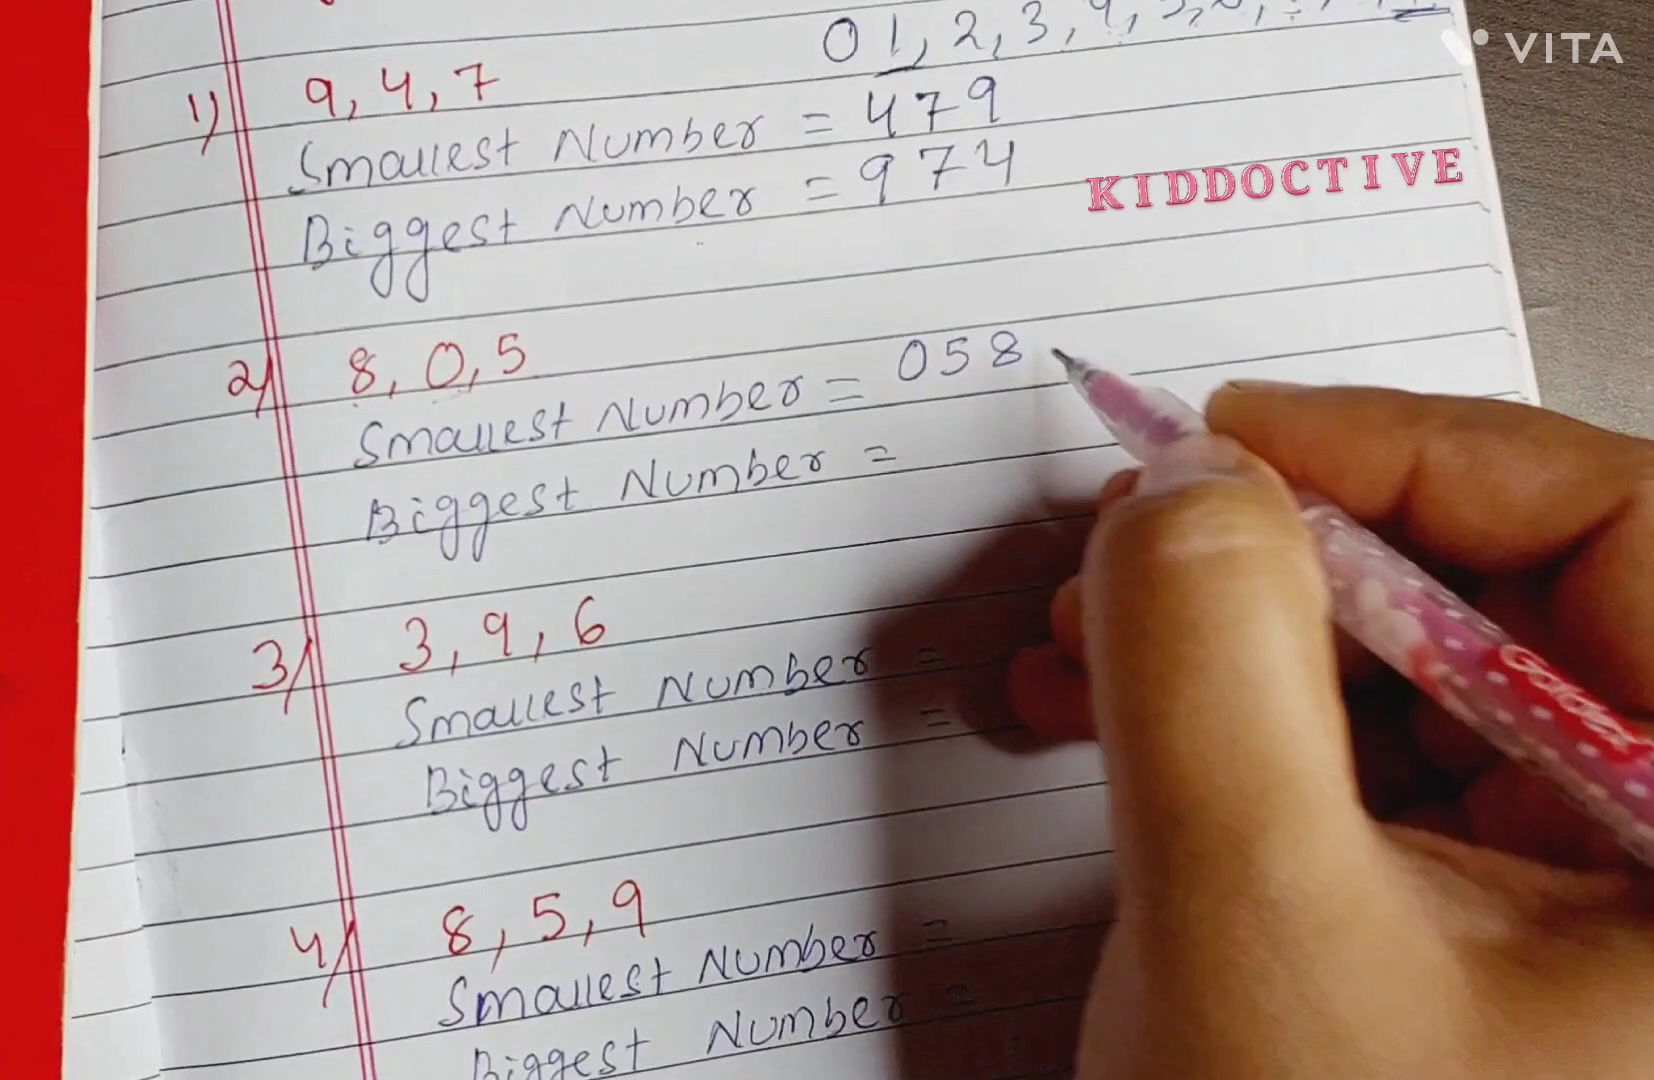 0 1, 2, 3, 4, 5,
VITA
1) 9, 4, 7
Smallest Number = 479
Biggest Number = 974
KIDDOCTIVE
2) 8, 0, 5
Smallest Number = 058
Biggest Number =
3) 3, 9, 6
Smallest Number =
Biggest Number =
4) 8, 5, 9
Smallest Number =
Biggest Number =